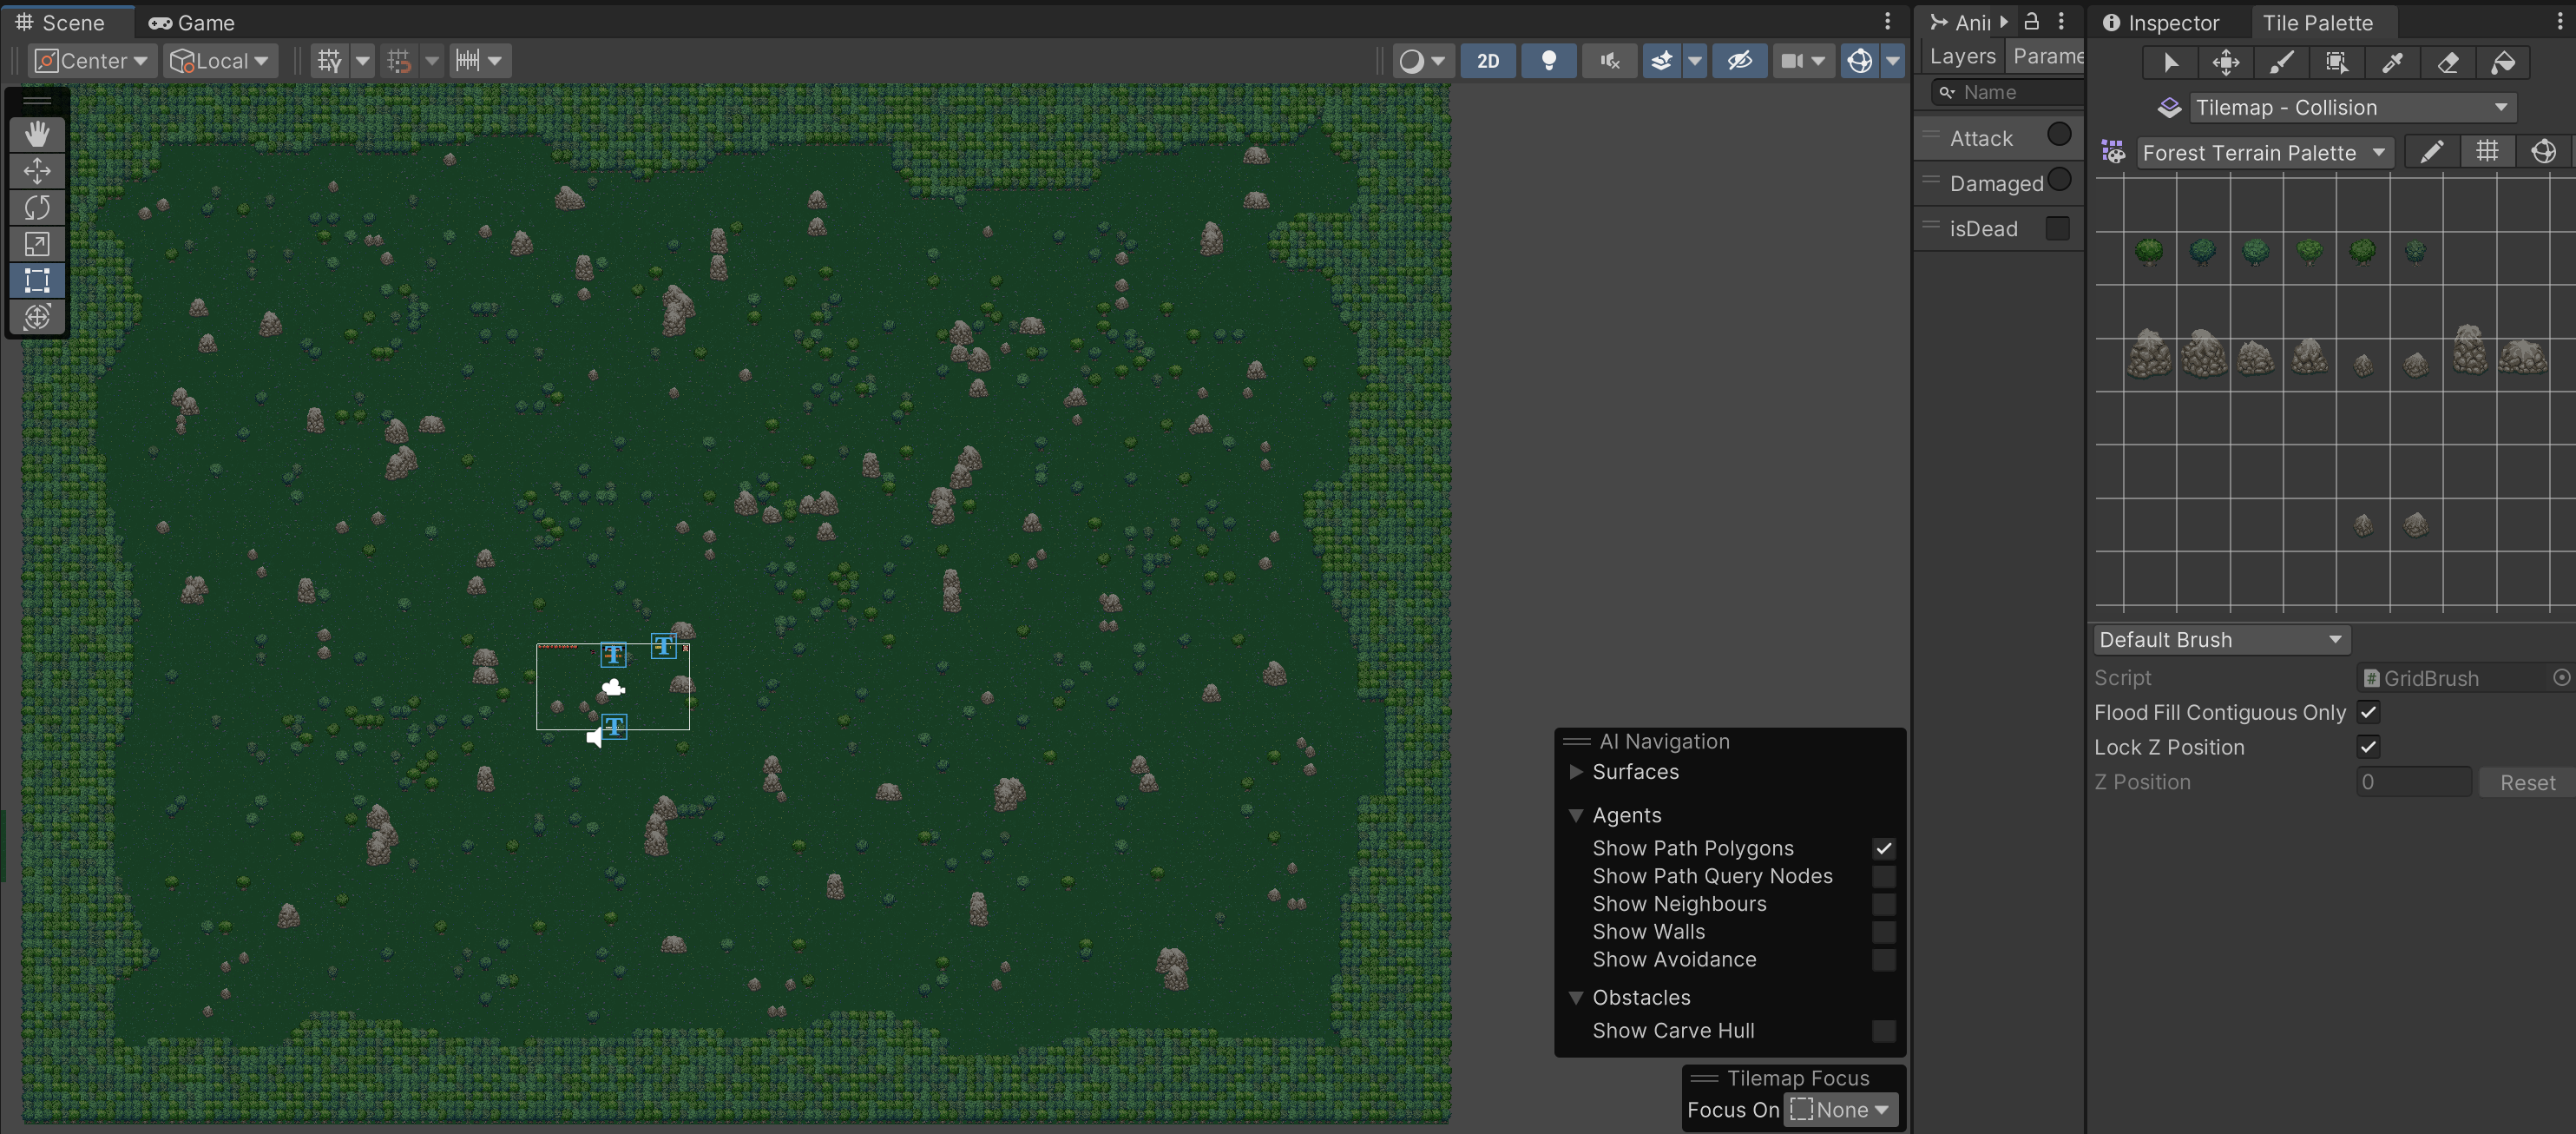 Scene
Game
Center
Local
2D
AI Navigation
Surfaces
Agents
Show Path Polygons
Show Path Query Nodes
Show Neighbours
Show Walls
Show Avoidance
Obstacles
Show Carve Hull
Tilemap Focus
Focus On None
Ani
Layers Parame
Name
Attack
Damaged
isDead
Inspector
Tile Palette
Tilemap - Collision
Forest Terrain Palette
Default Brush
Script GridBrush
Flood Fill Contiguous Only
Lock Z Position
Z Position 0 Reset
T
T
T